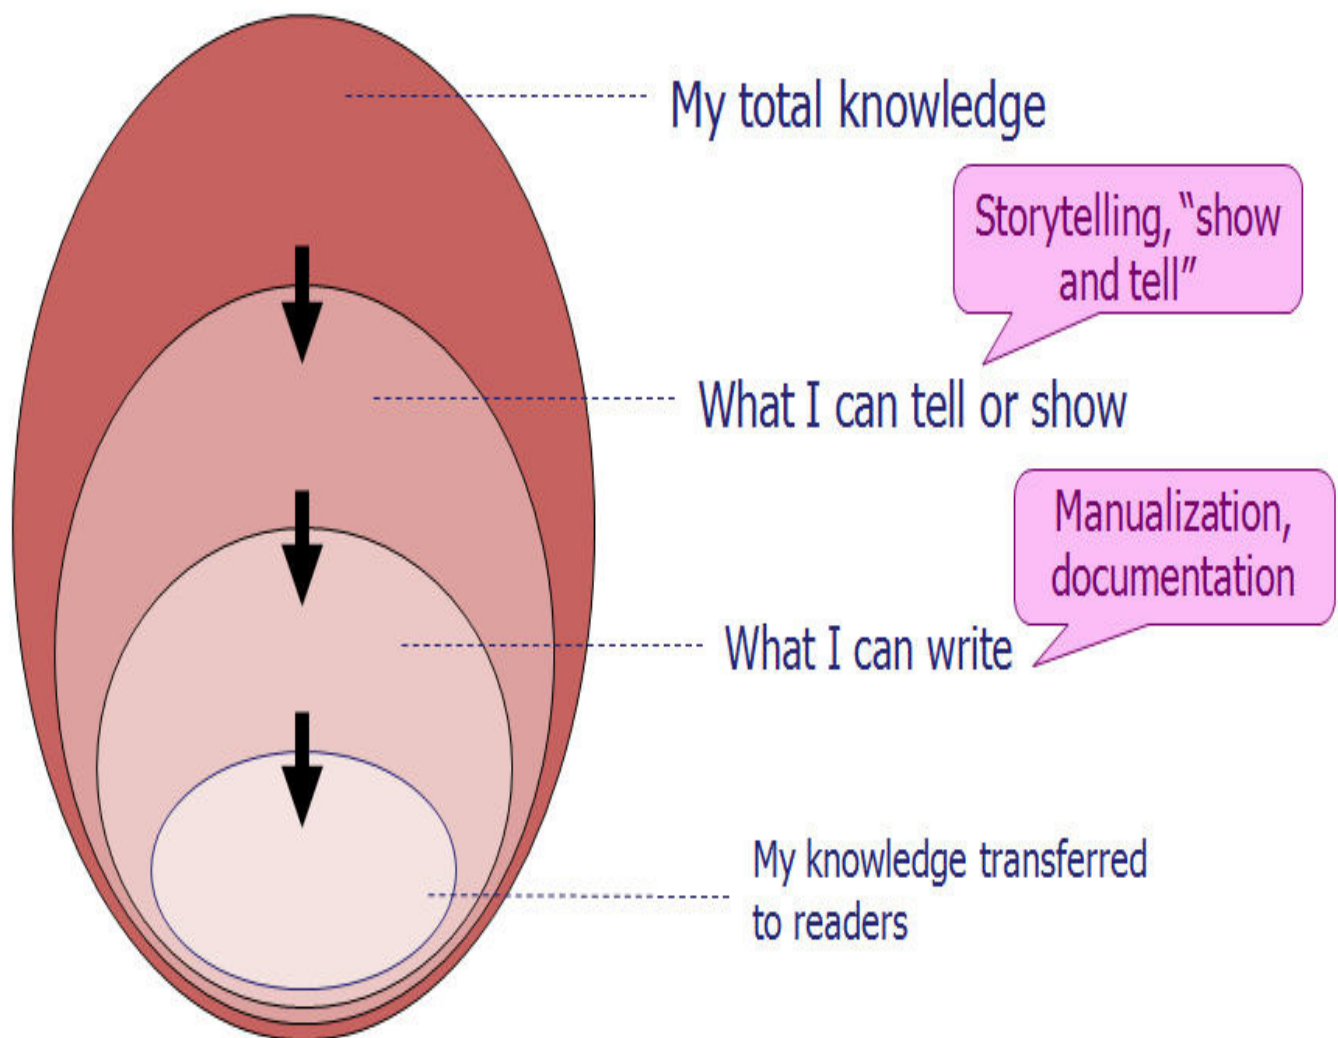 My total knowledge
Storytelling, “show
and tell”
What I can tell or show
Manualization,
documentation
What I can write
My knowledge transferred
to readers